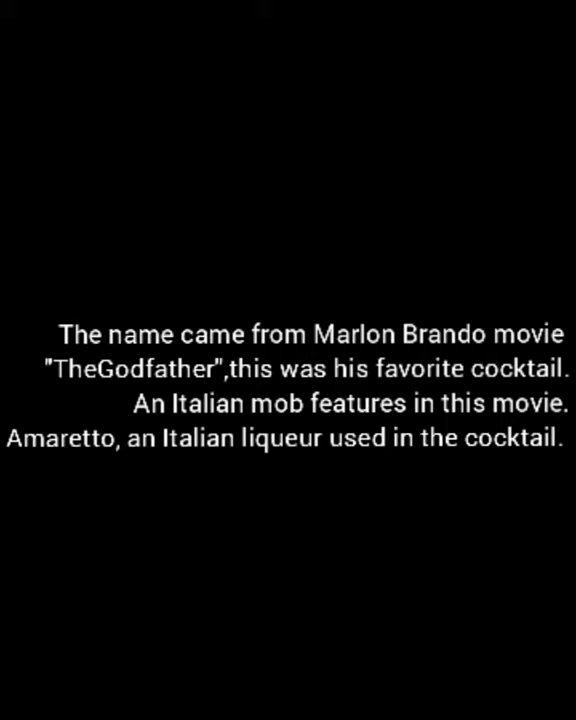 The name came from Marlon Brando movie
"TheGodfather",this was his favorite cocktail.
An Italian mob features in this movie.
Amaretto, an Italian liqueur used in the cocktail.